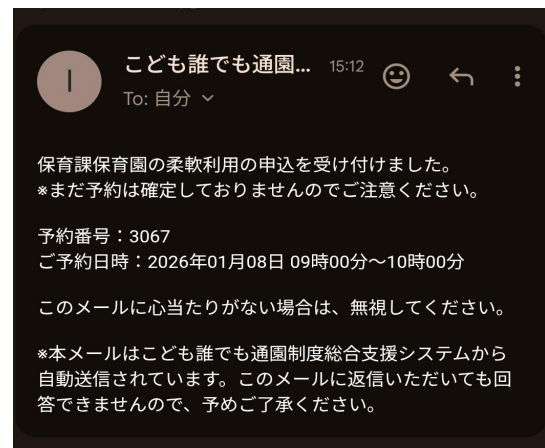 I
こども誰でも通園... 15:12
To: 自分
保育課保育園の柔軟利用の申込を受け付けました。
※まだ予約は確定しておりませんのでご注意ください。
予約番号：3067
ご予約日時：2026年01月08日 09時00分～10時00分
このメールに心当たりがない場合は、無視してください。
※本メールはこども誰でも通園制度総合支援システムから
自動送信されています。このメールに返信いただいても回
答できませんので、予めご了承ください。